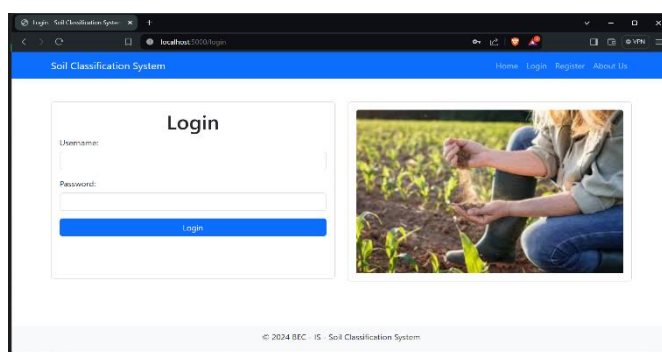 Login - Soil Classification Syste
localhost:5000/login
VPN
Soil Classification System
Home Login Register About Us
Login
Username:
Password:
Login
© 2024 BEC - IS - Soil Classification System